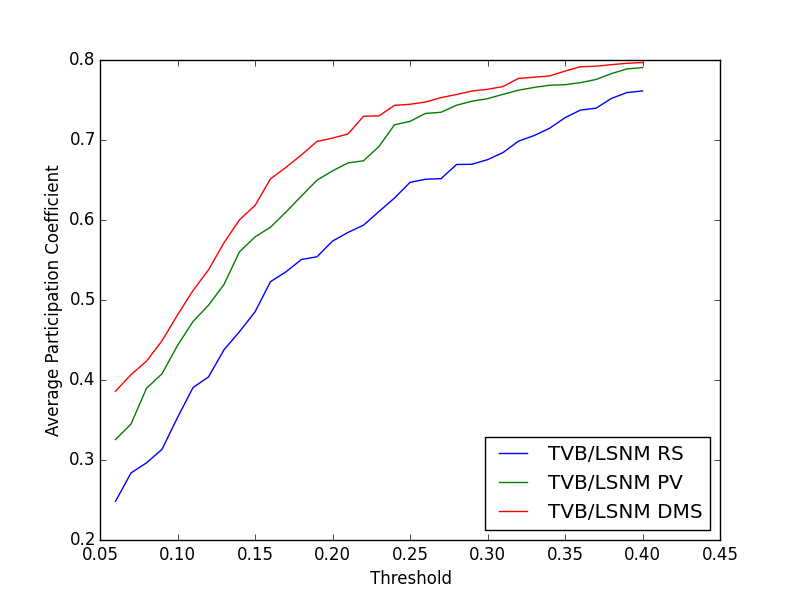 0.8
0.7
0.6
0.5
0.4
0.3
0.2
Average Participation Coefficient
TVB/LSNM RS
TVB/LSNM PV
TVB/LSNM DMS
0.05 0.10 0.15 0.20 0.25 0.30 0.35 0.40 0.45
Threshold